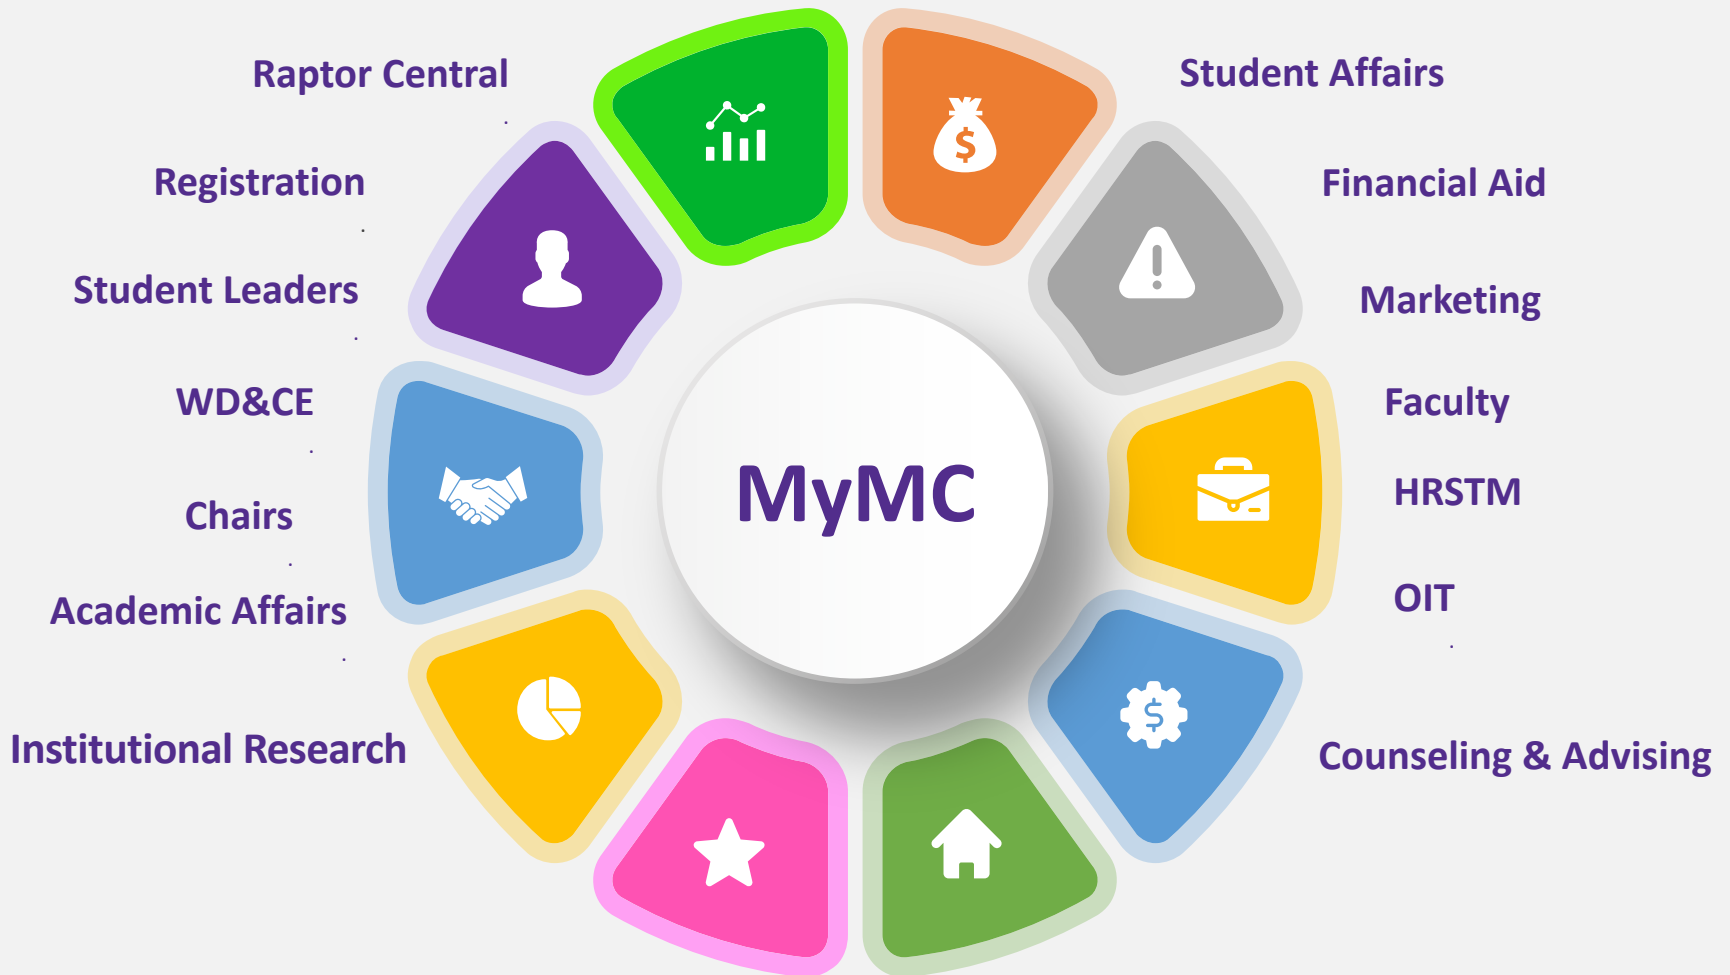 Raptor Central
.
Registration
.
Student Leaders
.
WD&CE
.
Chairs
.
Academic Affairs
.
Institutional Research
$
MyMC
$
Student Affairs
Financial Aid
!
Marketing
Faculty
HRSTM
OIT
.
Counseling & Advising